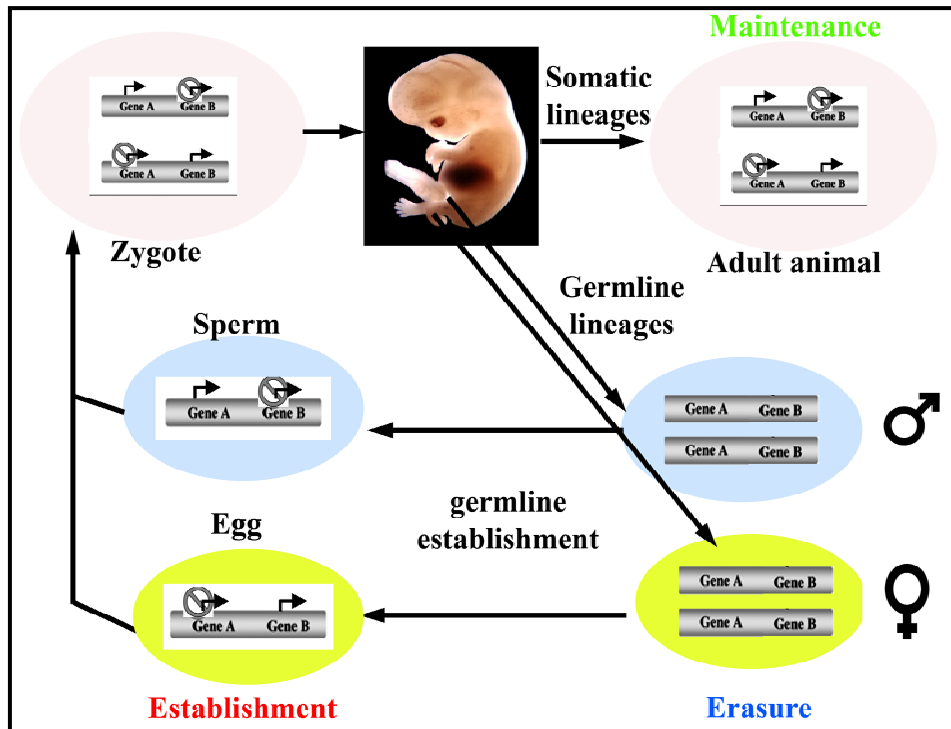 Maintenance
Gene A Gene B
Gene A Gene B
Somatic
lineages
Gene A Gene B
Gene A Gene B
Zygote
Adult animal
Germline
lineages
Sperm
Gene A Gene B
Gene A Gene B
Gene A Gene B
germline
establishment
Egg
Gene A Gene B
Gene A Gene B
Gene A Gene B
Establishment
Erasure